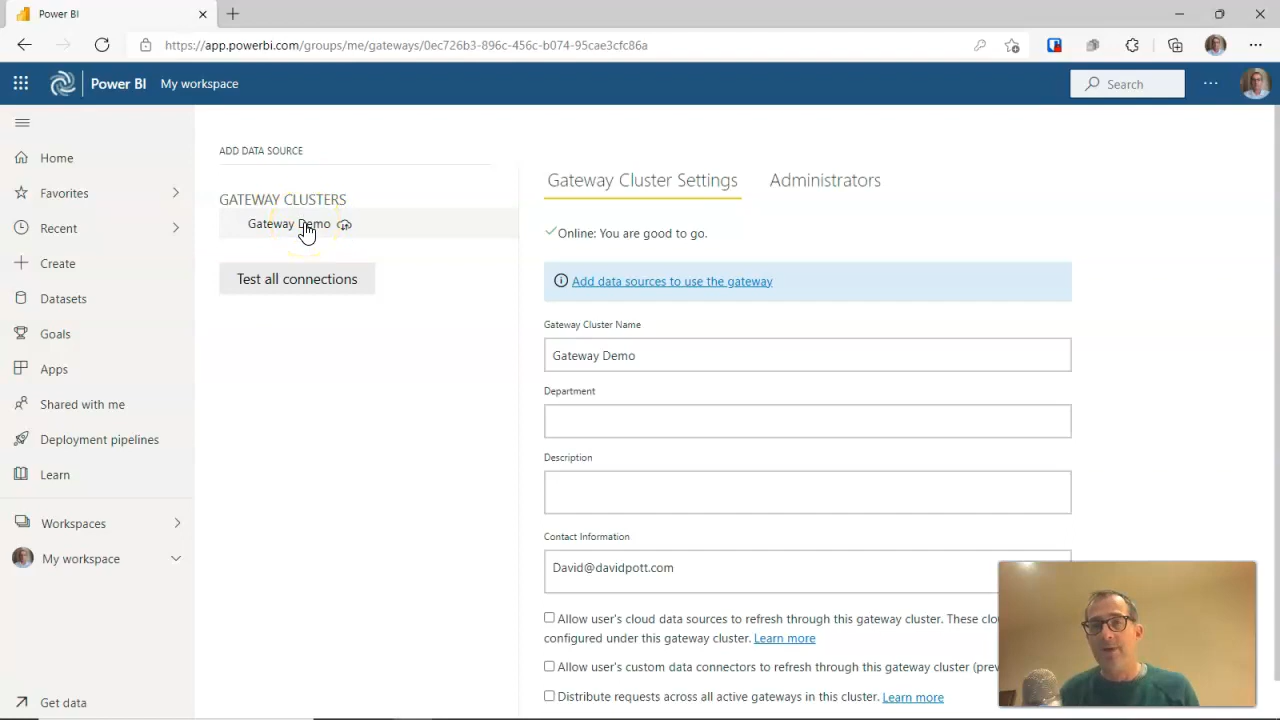 Power BI
https://app.powerbi.com/groups/me/gateways/0ec726b3-896c-456c-b074-95cae3cfc86a
Power BI My workspace Search
Home
Favorites
Recent
Create
Datasets
Goals
Apps
Shared with me
Deployment pipelines
Learn
Workspaces
My workspace
Get data
ADD DATA SOURCE
GATEWAY CLUSTERS
Gateway Demo
Test all connections
Gateway Cluster Settings Administrators
Online: You are good to go.
Add data sources to use the gateway
Gateway Cluster Name
Gateway Demo
Department
Description
Contact Information
David@davidpott.com
Allow user's cloud data sources to refresh through this gateway cluster. These
configured under this gateway cluster. Learn more
Allow user's custom data connectors to refresh through this gateway cluster
Distribute requests across all active gateways in this cluster. Learn more